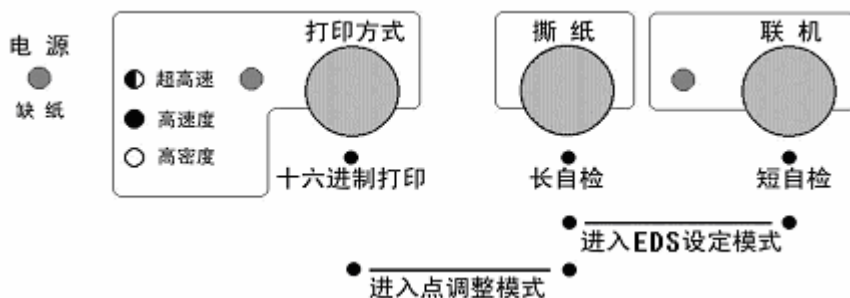 电 源
缺 纸
打印方式
超高速
高速度
高密度
十六进制打印
撕 纸
长自检
联 机
短自检
进入EDS设定模式
进入点调整模式